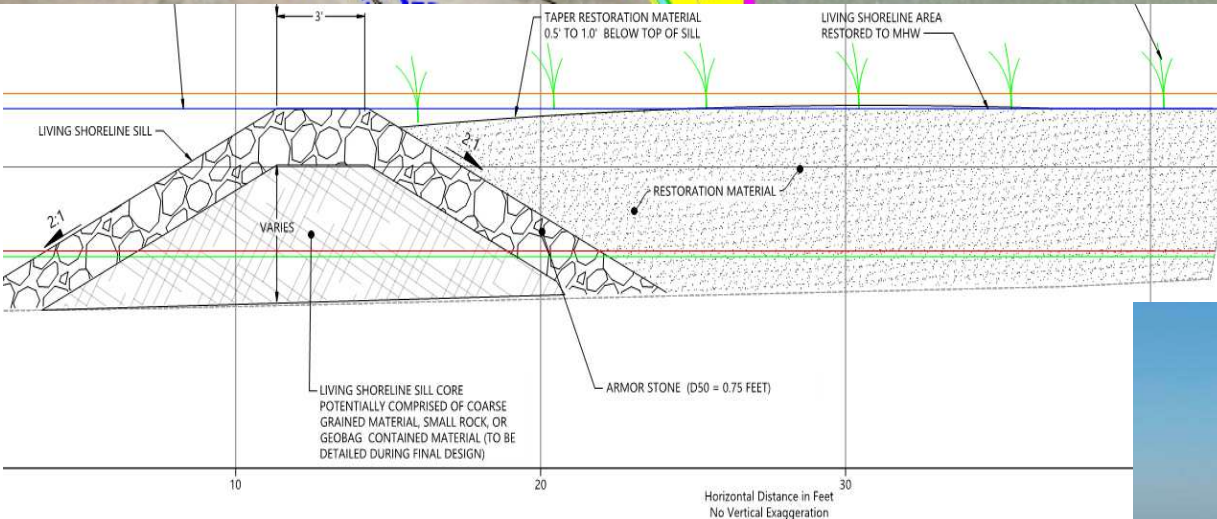 3'
TAPER RESTORATION MATERIAL
0.5' TO 1.0' BELOW TOP OF SILL
LIVING SHORELINE AREA
RESTORED TO MHW
LIVING SHORELINE SILL
2:1
2:1
RESTORATION MATERIAL
VARIES
LIVING SHORELINE SILL CORE
POTENTIALLY COMPRISED OF COARSE
GRAINED MATERIAL, SMALL ROCK, OR
GEOBAG CONTAINED MATERIAL (TO BE
DETAILED DURING FINAL DESIGN)
ARMOR STONE (D50 = 0.75 FEET)
10
20
30
Horizontal Distance in Feet
No Vertical Exaggeration